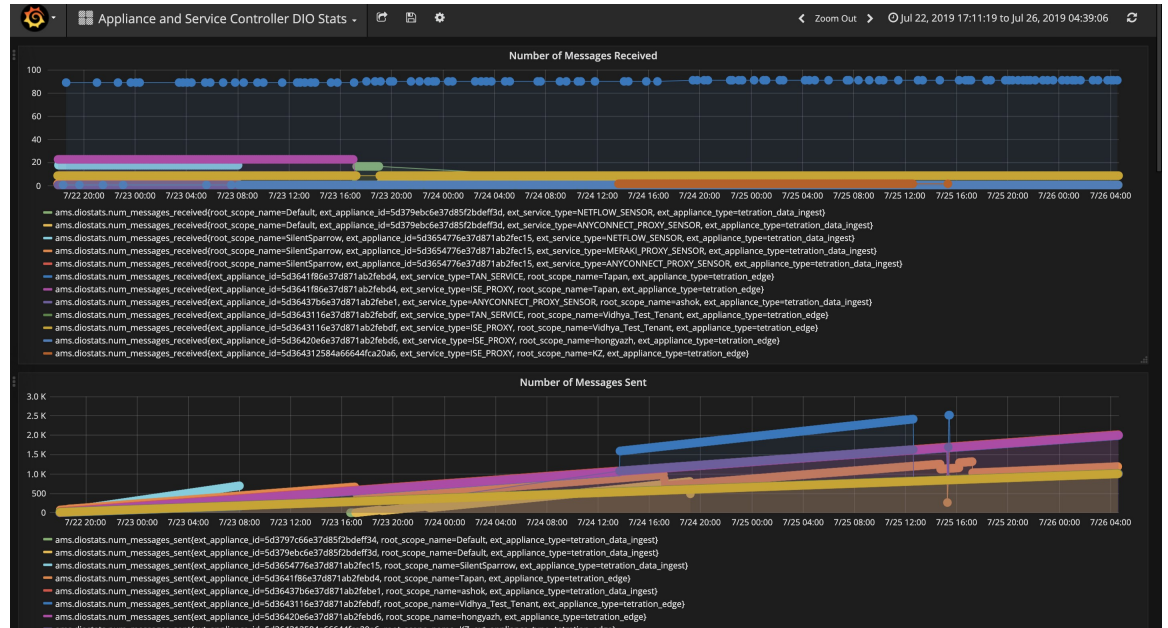 Appliance and Service Controller DIO Stats
Zoom Out
Jul 22, 2019 17:11:19 to Jul 26, 2019 04:39:06
Number of Messages Received
100
80
60
40
20
0
7/22 20:00 7/23 00:00 7/23 04:00 7/23 08:00 7/23 12:00 7/23 16:00 7/23 20:00 7/24 00:00 7/24 04:00 7/24 08:00 7/24 12:00 7/24 16:00 7/24 20:00 7/25 00:00 7/25 04:00 7/25 08:00 7/25 12:00 7/25 16:00 7/25 20:00 7/26 00:00 7/26 04:00
ams.diostats.num_messages_received{root_scope_name=Default, ext_appliance_id=5d379ebc6e37d85f2bdeff3d, ext_service_type=NETFLOW_SENSOR, ext_appliance_type=tetration_data_ingest}
ams.diostats.num_messages_received{root_scope_name=Default, ext_appliance_id=5d379ebc6e37d85f2bdeff3d, ext_service_type=ANYCONNECT_PROXY_SENSOR, ext_appliance_type=tetration_data_ingest}
ams.diostats.num_messages_received{root_scope_name=SilentSparrow, ext_appliance_id=5d3654776e37d871ab2fec15, ext_service_type=NETFLOW_SENSOR, ext_appliance_type=tetration_data_ingest}
ams.diostats.num_messages_received{root_scope_name=SilentSparrow, ext_appliance_id=5d3654776e37d871ab2fec15, ext_service_type=MERAKI_PROXY_SENSOR, ext_appliance_type=tetration_data_ingest}
ams.diostats.num_messages_received{root_scope_name=SilentSparrow, ext_appliance_id=5d3654776e37d871ab2fec15, ext_service_type=ANYCONNECT_PROXY_SENSOR, ext_appliance_type=tetration_data_ingest}
ams.diostats.num_messages_received{ext_appliance_id=5d3641f86e37d871ab2febd4, ext_service_type=TAN_SERVICE, root_scope_name=Tapan, ext_appliance_type=tetration_edge}
ams.diostats.num_messages_received{ext_appliance_id=5d3641f86e37d871ab2febd4, ext_service_type=ISE_PROXY, root_scope_name=Tapan, ext_appliance_type=tetration_edge}
ams.diostats.num_messages_received{ext_appliance_id=5d36437b6e37d871ab2febe1, ext_service_type=ANYCONNECT_PROXY_SENSOR, root_scope_name=ashok, ext_appliance_type=tetration_data_ingest}
ams.diostats.num_messages_received{ext_appliance_id=5d3643116e37d871ab2febdf, ext_service_type=TAN_SERVICE, root_scope_name=Vidhya_Test_Tenant, ext_appliance_type=tetration_edge}
ams.diostats.num_messages_received{ext_appliance_id=5d3643116e37d871ab2febdf, ext_service_type=ISE_PROXY, root_scope_name=Vidhya_Test_Tenant, ext_appliance_type=tetration_edge}
ams.diostats.num_messages_received{ext_appliance_id=5d36420e6e37d871ab2febd6, ext_service_type=ISE_PROXY, root_scope_name=hongyazh, ext_appliance_type=tetration_edge}
ams.diostats.num_messages_received{ext_appliance_id=5d364312584a66644fca20a6, ext_service_type=ISE_PROXY, root_scope_name=KZ, ext_appliance_type=tetration_edge}
Number of Messages Sent
3.0 K
2.5 K
2.0 K
1.5 K
1.0 K
500
0
7/22 20:00 7/23 00:00 7/23 04:00 7/23 08:00 7/23 12:00 7/23 16:00 7/23 20:00 7/24 00:00 7/24 04:00 7/24 08:00 7/24 12:00 7/24 16:00 7/24 20:00 7/25 00:00 7/25 04:00 7/25 08:00 7/25 12:00 7/25 16:00 7/25 20:00 7/26 00:00 7/26 04:00
ams.diostats.num_messages_sent{ext_appliance_id=5d3797c66e37d85f2bdeff34, root_scope_name=Default, ext_appliance_type=tetration_data_ingest}
ams.diostats.num_messages_sent{ext_appliance_id=5d379ebc6e37d85f2bdeff3d, root_scope_name=Default, ext_appliance_type=tetration_data_ingest}
ams.diostats.num_messages_sent{ext_appliance_id=5d3654776e37d871ab2fec15, root_scope_name=SilentSparrow, ext_appliance_type=tetration_data_ingest}
ams.diostats.num_messages_sent{ext_appliance_id=5d3641f86e37d871ab2febd4, root_scope_name=Tapan, ext_appliance_type=tetration_edge}
ams.diostats.num_messages_sent{ext_appliance_id=5d36437b6e37d871ab2febe1, root_scope_name=ashok, ext_appliance_type=tetration_data_ingest}
ams.diostats.num_messages_sent{ext_appliance_id=5d3643116e37d871ab2febdf, root_scope_name=Vidhya_Test_Tenant, ext_appliance_type=tetration_edge}
ams.diostats.num_messages_sent{ext_appliance_id=5d36420e6e37d871ab2febd6, root_scope_name=hongyazh, ext_appliance_type=tetration_edge}